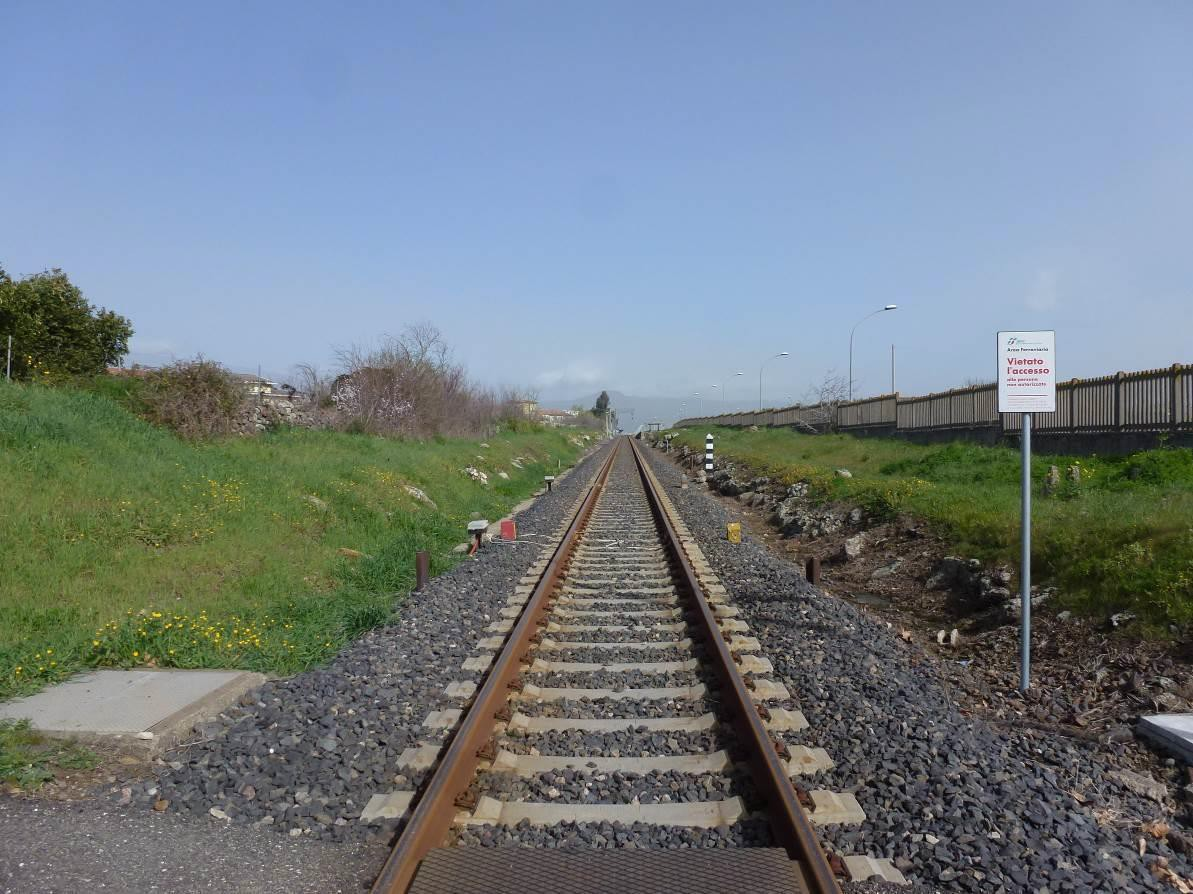 Area Ferroviaria
Vietato
l'accesso
alle persone
non autorizzate